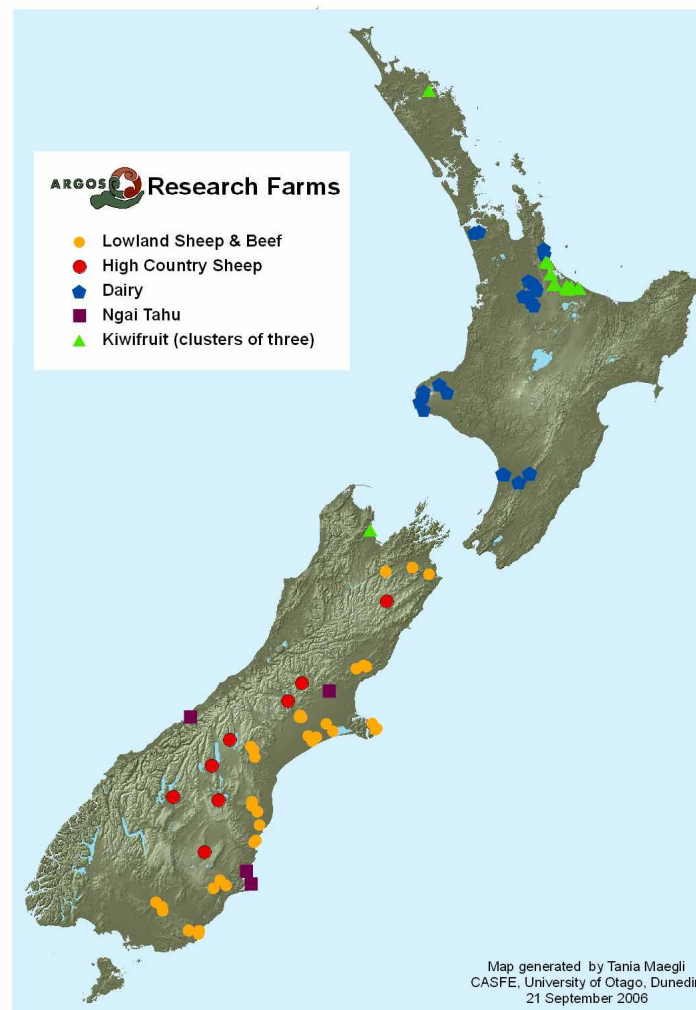 ARGOS Research Farms
Lowland Sheep & Beef
High Country Sheep
Dairy
Ngai Tahu
Kiwifruit (clusters of three)
Map generated by Tania Maegli
CASFE, University of Otago, Dunedin
21 September 2006